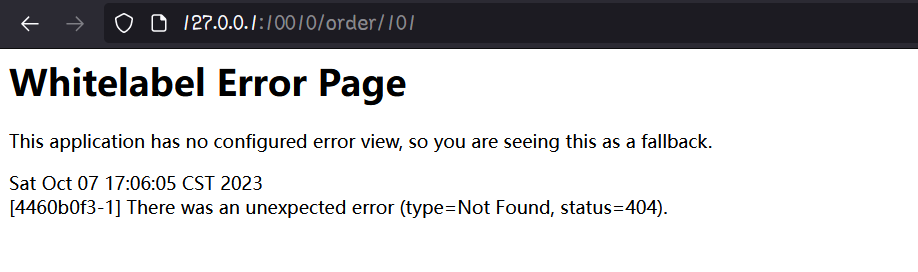 127.0.0.1:10010/order/101
Whitelabel Error Page
This application has no configured error view, so you are seeing this as a fallback.
Sat Oct 07 17:06:05 CST 2023
[4460b0f3-1] There was an unexpected error (type=Not Found, status=404).